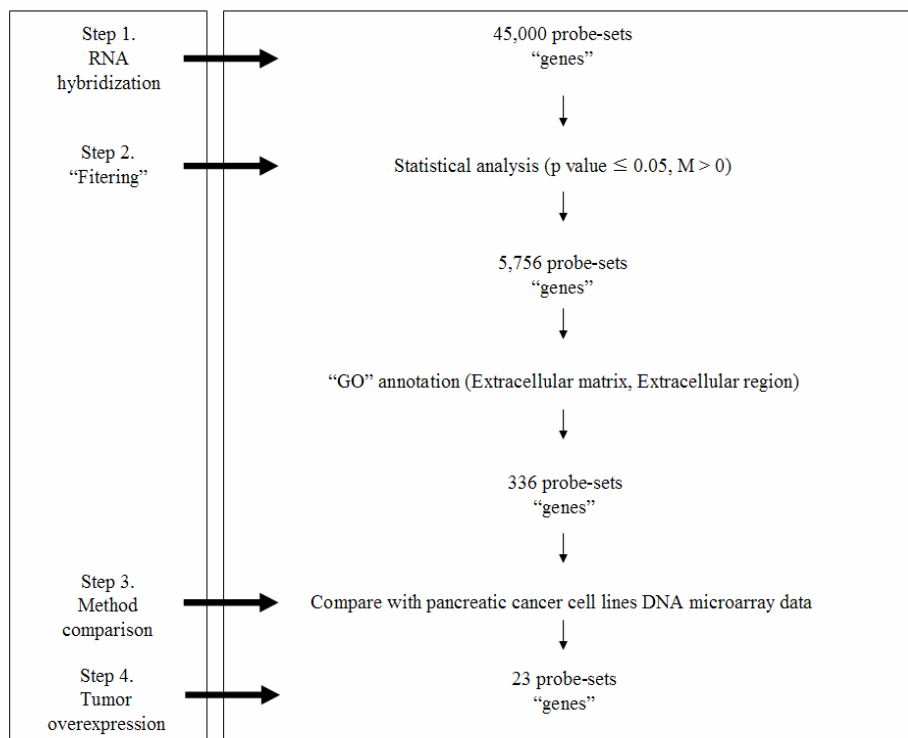 Step 1.
RNA
hybridization
45,000 probe-sets
“genes”
Step 2.
“Fitering”
Statistical analysis (p value ≤ 0.05, M > 0)
5,756 probe-sets
“genes”
“GO” annotation (Extracellular matrix, Extracellular region)
336 probe-sets
“genes”
Step 3.
Method
comparison
Compare with pancreatic cancer cell lines DNA microarray data
Step 4.
Tumor
overexpression
23 probe-sets
“genes”